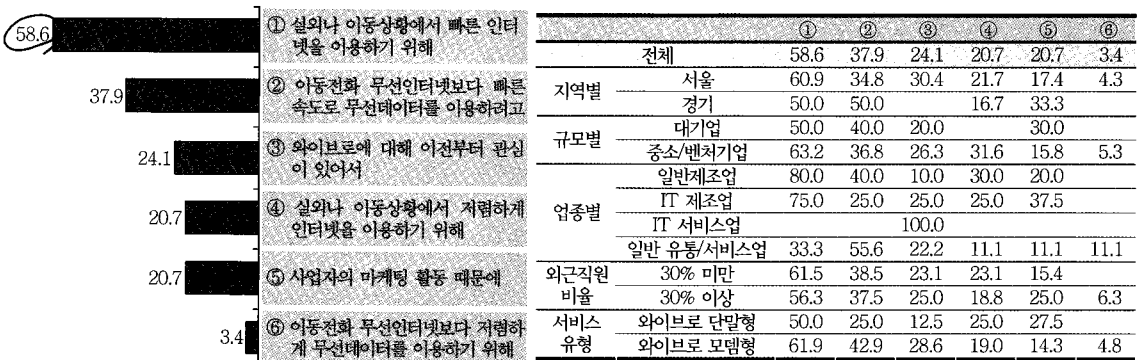 58.6
① 실외나 이동상황에서 빠른 인터
넷을 이용하기 위해
37.9
② 이동전화 무선인터넷보다 빠른
속도로 무선데이터를 이용하려고
24.1
③ 와이브로에 대해 이전부터 관심
이 있어서
20.7
④ 실외나 이동상황에서 저렴하게
인터넷을 이용하기 위해
20.7
⑤ 사업자의 마케팅 활동 때문에
3.4
⑥ 이동전화 무선인터넷보다 저렴하
게 무선데이터를 이용하기 위해
① ② ③ ④ ⑤ ⑥
전체 58.6 37.9 24.1 20.7 20.7 3.4
지역별 서울 60.9 34.8 30.4 21.7 17.4 4.3
경기 50.0 50.0 16.7 33.3
규모별 대기업 50.0 40.0 20.0 30.0
중소/벤처기업 63.2 36.8 26.3 31.6 15.8 5.3
업종별 일반제조업 80.0 40.0 10.0 30.0 20.0
IT 제조업 75.0 25.0 25.0 25.0 37.5
IT 서비스업 100.0
일반 유통/서비스업 33.3 55.6 22.2 11.1 11.1 11.1
외근직원 비율 30% 미만 61.5 38.5 23.1 23.1 15.4
30% 이상 56.3 37.5 25.0 18.8 25.0 6.3
서비스 유형 와이브로 단말형 50.0 25.0 12.5 25.0 27.5
와이브로 모뎀형 61.9 42.9 28.6 19.0 14.3 4.8